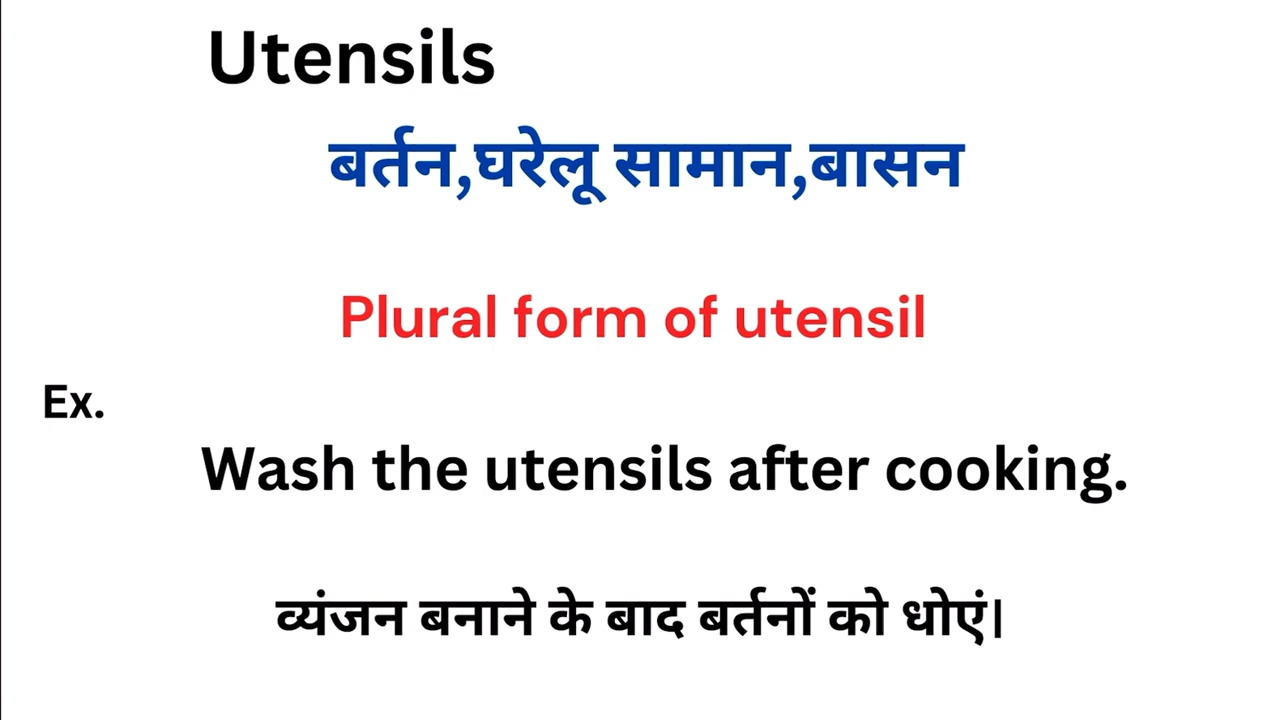 Utensils
बर्तन,घरेलू सामान,बासन
Plural form of utensil
Ex.
Wash the utensils after cooking.
व्यंजन बनाने के बाद बर्तनों को धोएं।